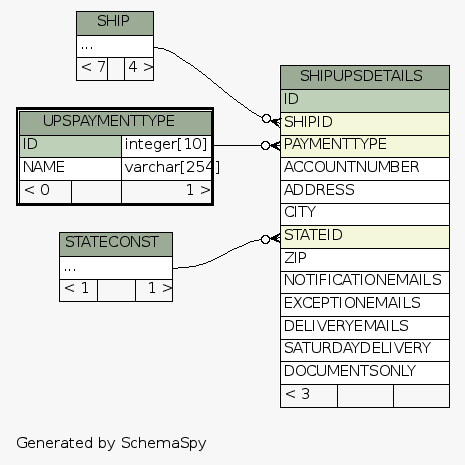 SHIP
...
< 7 4 >
UPSPAYMENTTYPE
ID integer[10]
NAME varchar[254]
< 0 1 >
STATECONST
...
< 1 1 >
SHIPUPSDETAILS
ID
SHIPID
PAYMENTTYPE
ACCOUNTNUMBER
ADDRESS
CITY
STATEID
ZIP
NOTIFICATIONEMAILS
EXCEPTIONEMAILS
DELIVERYEMAILS
SATURDAYDELIVERY
DOCUMENTSONLY
< 3
Generated by SchemaSpy